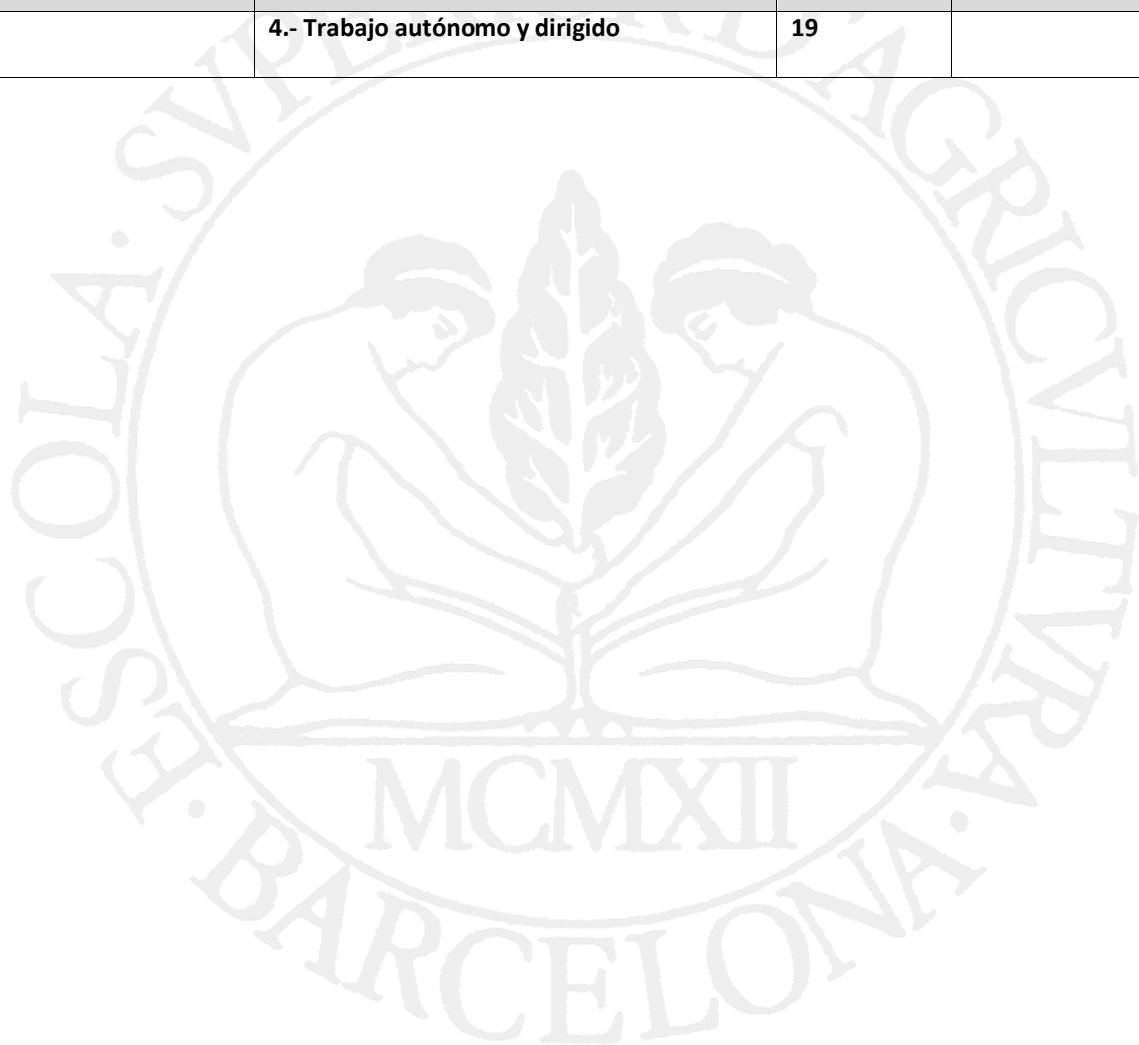 4.- Trabajo autónomo y dirigido 19
ESCOLA · SVPERIOR D'AGRICVLTVRA · BARCELONA ·
MCMXII